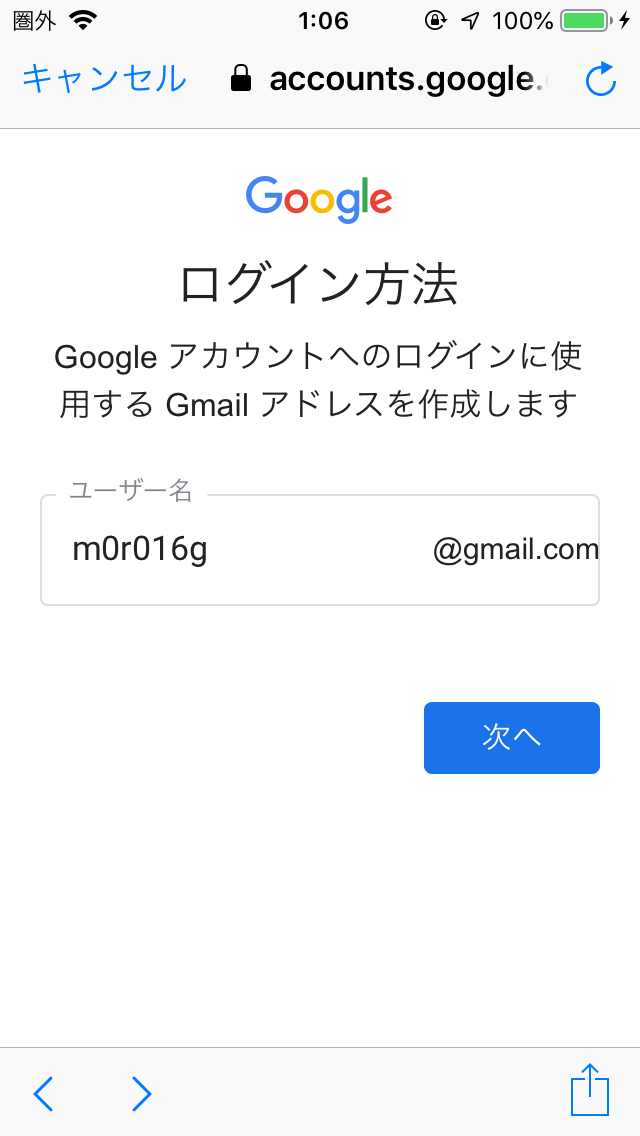 圏外 1:06 100%
キャンセル accounts.google.
Google
ログイン方法
Google アカウントへのログインに使
用する Gmail アドレスを作成します
ユーザー名
m0r016g @gmail.com
次へ